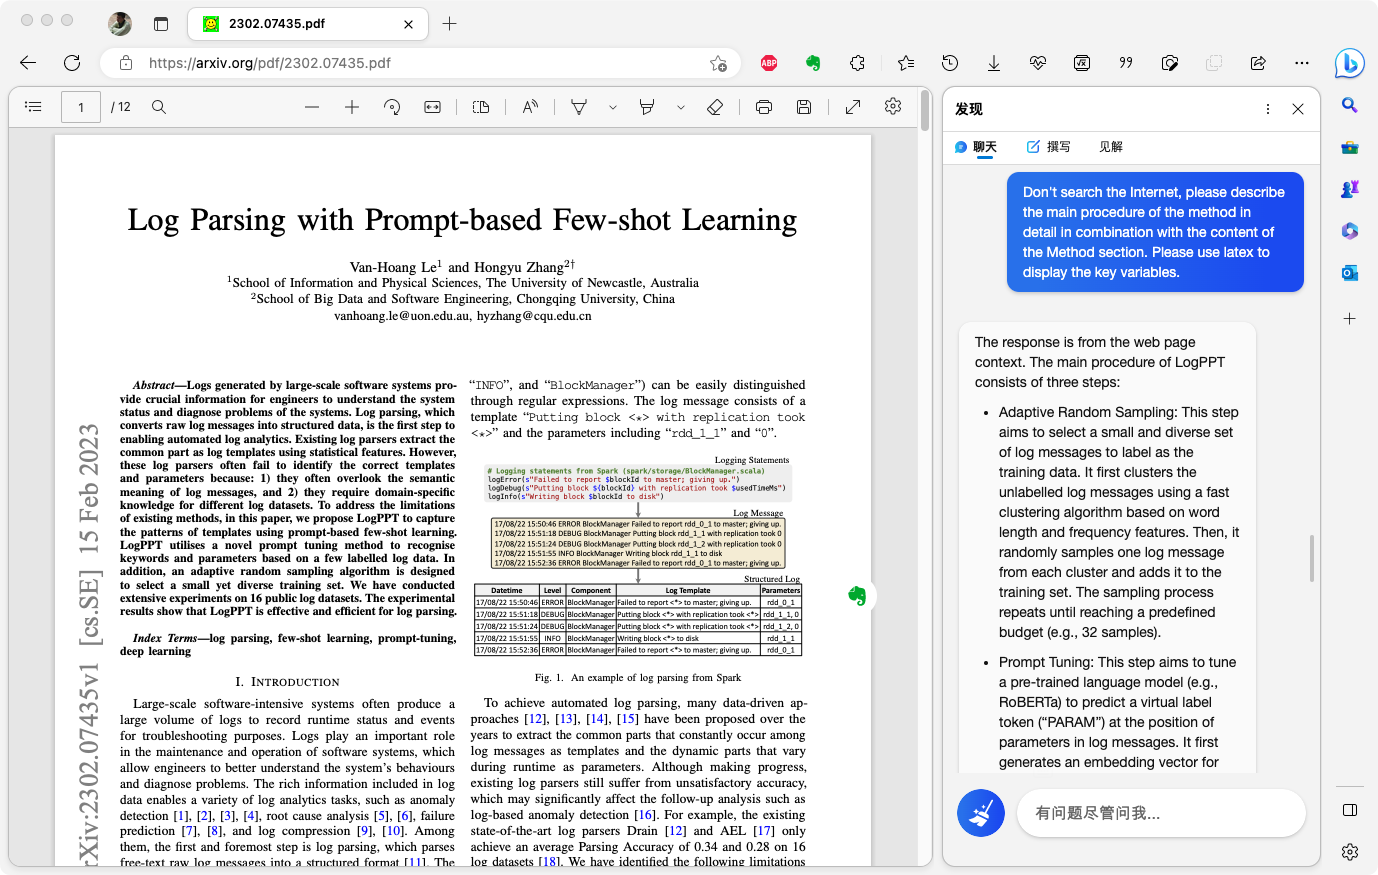 2302.07435.pdf
https://arxiv.org/pdf/2302.07435.pdf
ABP
1
/ 12
Log Parsing with Prompt-based Few-shot Learning
Van-Hoang Le1 and Hongyu Zhang2†
1School of Information and Physical Sciences, The University of Newcastle, Australia
2School of Big Data and Software Engineering, Chongqing University, China
vanhoang.le@uon.edu.au, hyzhang@cqu.edu.cn
arXiv:2302.07435v1 [cs.SE] 15 Feb 2023
Abstract—Logs generated by large-scale software systems pro-
vide crucial information for engineers to understand the system
status and diagnose problems of the systems. Log parsing, which
converts raw log messages into structured data, is the first step to
enabling automated log analytics. Existing log parsers extract the
common part as log templates using statistical features. However,
these log parsers often fail to identify the correct templates
and parameters because: 1) they often overlook the semantic
meaning of log messages, and 2) they require domain-specific
knowledge for different log datasets. To address the limitations
of existing methods, in this paper, we propose LogPPT to capture
the patterns of templates using prompt-based few-shot learning.
LogPPT utilises a novel prompt tuning method to recognise
keywords and parameters based on a few labelled log data. In
addition, an adaptive random sampling algorithm is designed
to select a small yet diverse training set. We have conducted
extensive experiments on 16 public log datasets. The experimental
results show that LogPPT is effective and efficient for log parsing.
Index Terms—log parsing, few-shot learning, prompt-tuning,
deep learning
I. INTRODUCTION
Large-scale software-intensive systems often produce a
large volume of logs to record runtime status and events
for troubleshooting purposes. Logs play an important role
in the maintenance and operation of software systems, which
allow engineers to better understand the system's behaviours
and diagnose problems. The rich information included in log
data enables a variety of log analytics tasks, such as anomaly
detection [1], [2], [3], [4], root cause analysis [5], [6], failure
prediction [7], [8], and log compression [9], [10]. Among
them, the first and foremost step is log parsing, which parses
free-text raw log messages into a structured format [11]. The
“INFO”, and “BlockManager”) can be easily distinguished
through regular expressions. The log message consists of a
template “Putting block <*> with replication took
<*>” and the parameters including “rdd_1_1” and “0”.
Logging Statements
# Logging statements from Spark (spark/storage/BlockManager.scala)
logError(s"Failed to report $blockId to master; giving up.")
logDebug(s"Putting block ${blockId} with replication took $usedTimeMs")
logInfo(s"Writing block $blockId to disk")
Log Message
17/08/22 15:50:46 ERROR BlockManager Failed to report rdd_0_1 to master; giving up.
17/08/22 15:51:18 DEBUG BlockManager Putting block rdd_1_1 with replication took 0
17/08/22 15:51:24 DEBUG BlockManager Putting block rdd_1_2 with replication took 0
17/08/22 15:51:55 INFO BlockManager Writing block rdd_1_1 to disk
17/08/22 15:52:36 ERROR BlockManager Failed to report rdd_0_1 to master; giving up.
Structured Log
Datetime Level Component Log Template Parameters
17/08/22 15:50:46 ERROR BlockManager Failed to report <*> to master; giving up. rdd_0_1
17/08/22 15:51:18 DEBUG BlockManager Putting block <*> with replication took <*> rdd_1_1, 0
17/08/22 15:51:24 DEBUG BlockManager Putting block <*> with replication took <*> rdd_1_2, 0
17/08/22 15:51:55 INFO BlockManager Writing block <*> to disk rdd_1_1
17/08/22 15:52:36 ERROR BlockManager Failed to report <*> to master; giving up. rdd_0_1
Fig. 1. An example of log parsing from Spark
To achieve automated log parsing, many data-driven ap-
proaches [12], [13], [14], [15] have been proposed over the
years to extract the common parts that constantly occur among
log messages as templates and the dynamic parts that vary
during runtime as parameters. Although making progress,
existing log parsers still suffer from unsatisfactory accuracy,
which may significantly affect the follow-up analysis such as
log-based anomaly detection [16]. For example, the existing
state-of-the-art log parsers Drain [12] and AEL [17] only
achieve an average Parsing Accuracy of 0.34 and 0.28 on 16
log datasets [18]. We have identified the following limitations
发现
聊天
撰写
见解
Don't search the Internet, please describe
the main procedure of the method in
detail in combination with the content of
the Method section. Please use latex to
display the key variables.
The response is from the web page
context. The main procedure of LogPPT
consists of three steps:
• Adaptive Random Sampling: This step
aims to select a small and diverse set
of log messages to label as the
training data. It first clusters the
unlabelled log messages using a fast
clustering algorithm based on word
length and frequency features. Then, it
randomly samples one log message
from each cluster and adds it to the
training set. The sampling process
repeats until reaching a predefined
budget (e.g., 32 samples).
• Prompt Tuning: This step aims to tune
a pre-trained language model (e.g.,
RoBERTa) to predict a virtual label
token (“PARAM”) at the position of
parameters in log messages. It first
generates an embedding vector for
有问题尽管问我...